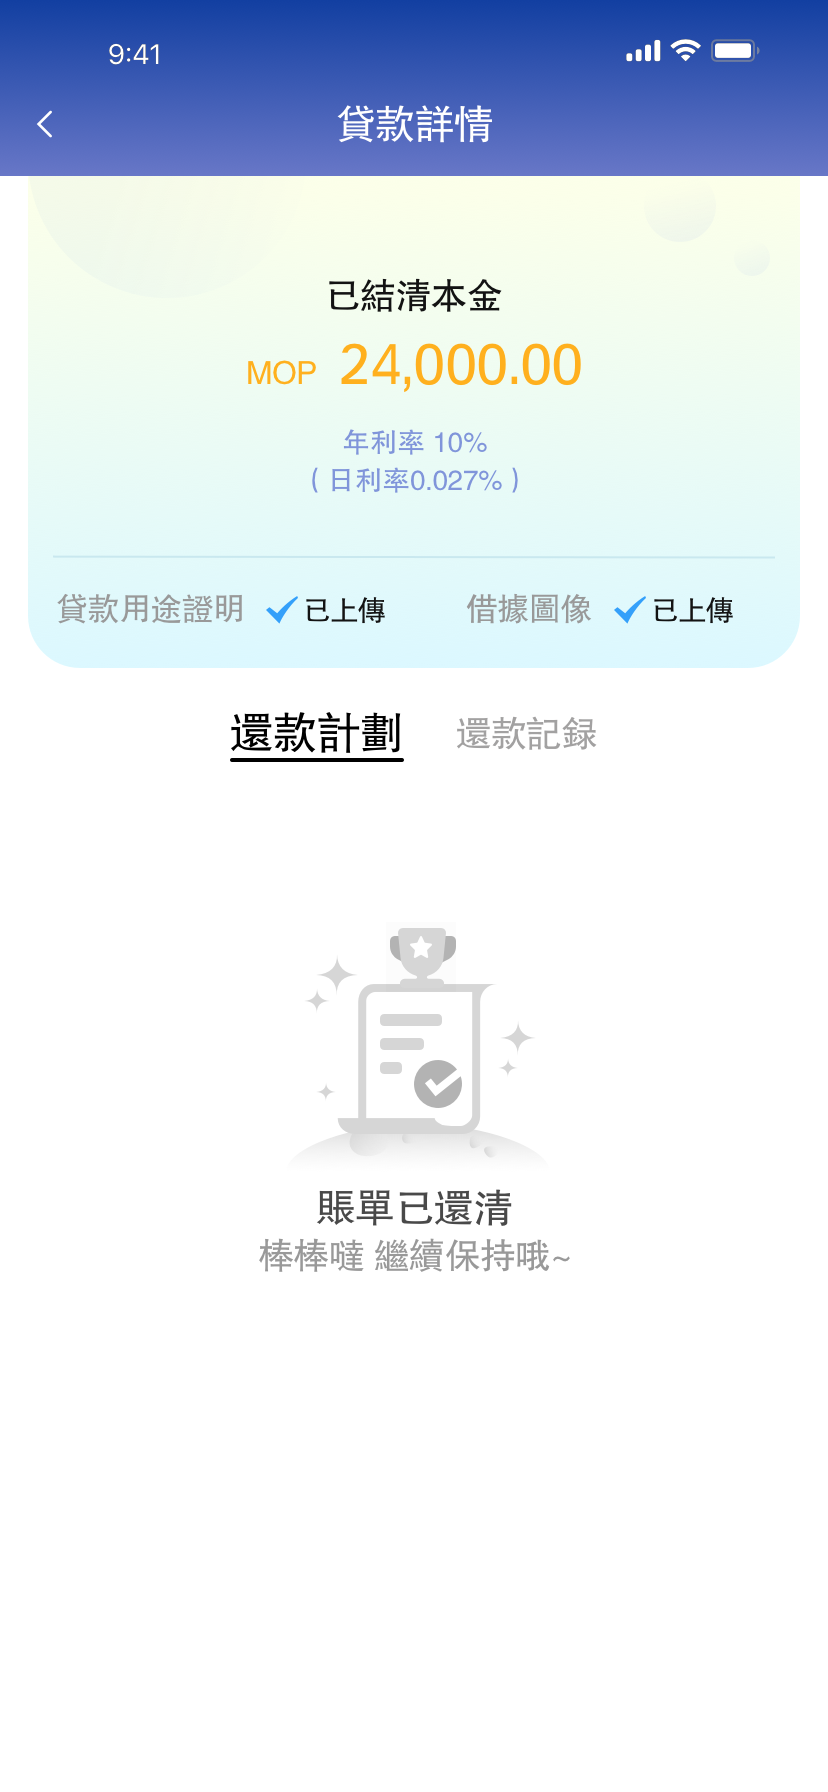 9:41
貸款詳情
已結清本金
MOP 24,000.00
年利率 10%
（日利率0.027%）
貸款用途證明 已上傳 借據圖像 已上傳
還款計劃 還款記録
賬單已還清
棒棒噠 繼續保持哦~